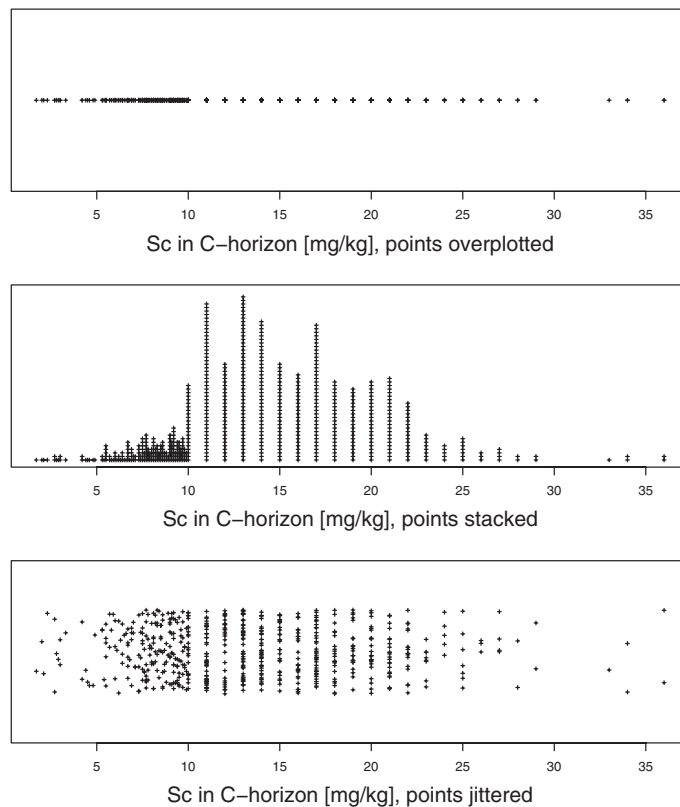 5 10 15 20 25 30 35
Sc in C−horizon [mg/kg], points overplotted
5 10 15 20 25 30 35
Sc in C−horizon [mg/kg], points stacked
5 10 15 20 25 30 35
Sc in C−horizon [mg/kg], points jittered